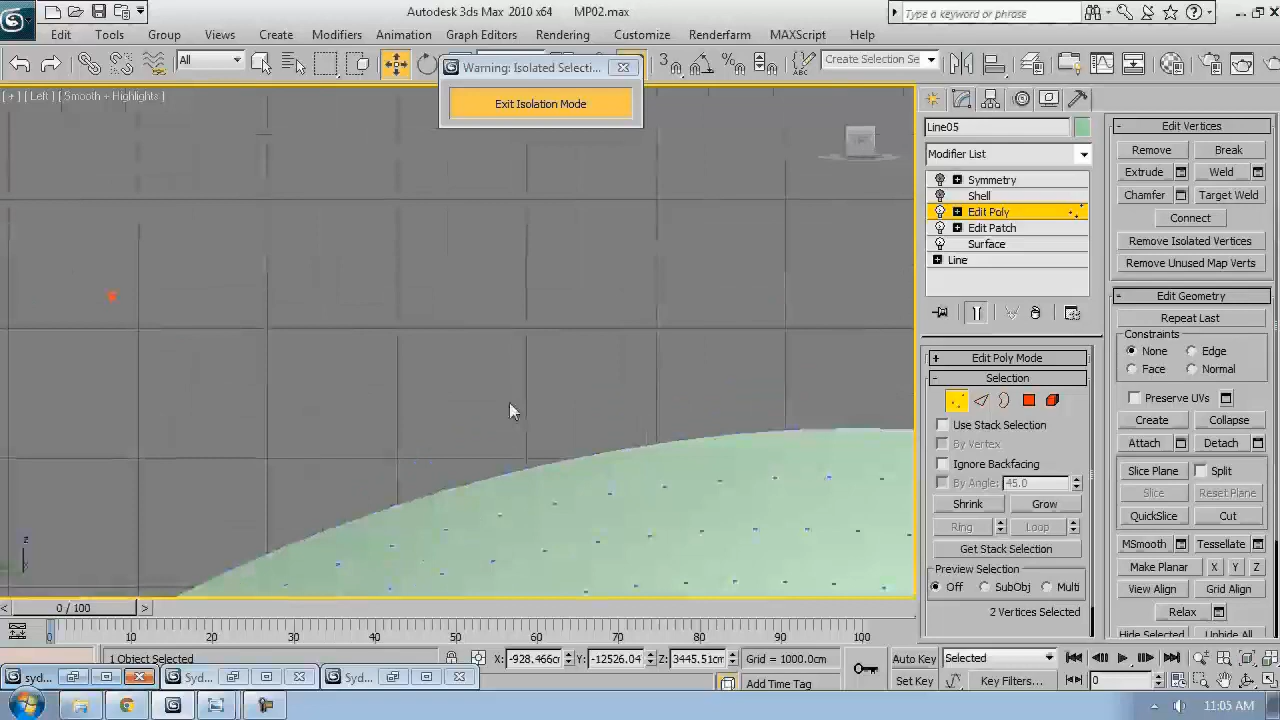 Autodesk 3ds Max 2010 x64 MP02.max
Type a keyword or phrase
Edit Tools Group Views Create Modifiers Animation Graph Editors Rendering Customize Renderfarm MAXScript Help
All
3
Create Selection Se
Warning: Isolated Selecti...
Exit Isolation Mode
[ + ] [ Left ] [ Smooth + Highlights ]
Line05
Modifier List
Symmetry
Shell
Edit Poly
Edit Patch
Surface
Line
Edit Poly Mode
Selection
Use Stack Selection
By Vertex
Ignore Backfacing
By Angle: 45.0
Shrink Grow
Ring Loop
Get Stack Selection
Preview Selection
Off SubObj Multi
2 Vertices Selected
Edit Vertices
Remove Break
Extrude Weld
Chamfer Target Weld
Connect
Remove Isolated Vertices
Remove Unused Map Verts
Edit Geometry
Repeat Last
Constraints
None Edge
Face Normal
Preserve UVs
Create Collapse
Attach Detach
Slice Plane Split
Slice Reset Plane
QuickSlice Cut
MSmooth Tessellate
Make Planar X Y Z
View Align Grid Align
Relax
Hide Selected Unhide All
z
< 0 / 100 >
0 10 20 30 40 50 60 70 80 90 100
1 Object Selected
X: -928.466cm Y: -12526.04 Z: 3445.51cm Grid = 1000.0cm
Add Time Tag
Auto Key Selected
Set Key Key Filters...
0
syd... Syd... Syd...
11:05 AM